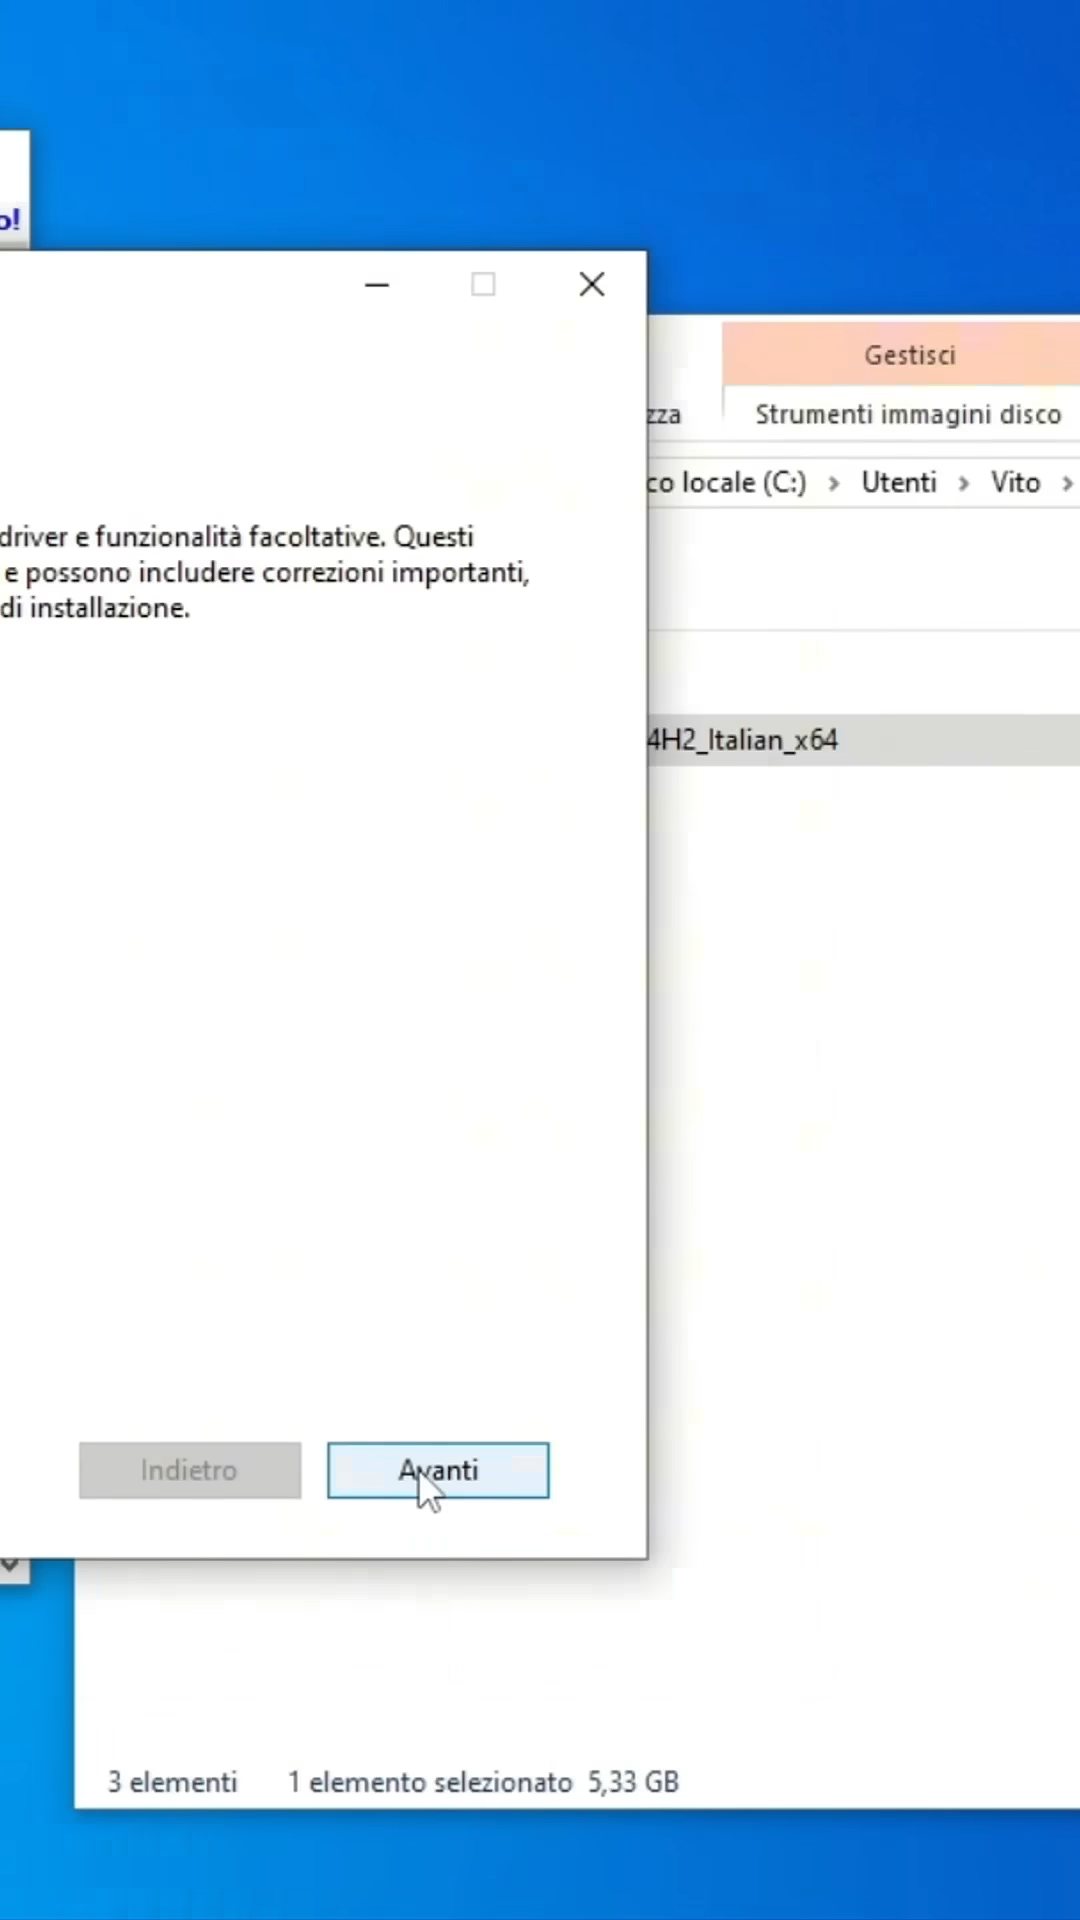 o!
Gestisci
zza
Strumenti immagini disco
co locale (C:) > Utenti > Vito >
driver e funzionalità facoltative. Questi
e possono includere correzioni importanti,
di installazione.
4H2_Italian_x64
Indietro
Avanti
3 elementi
1 elemento selezionato 5,33 GB